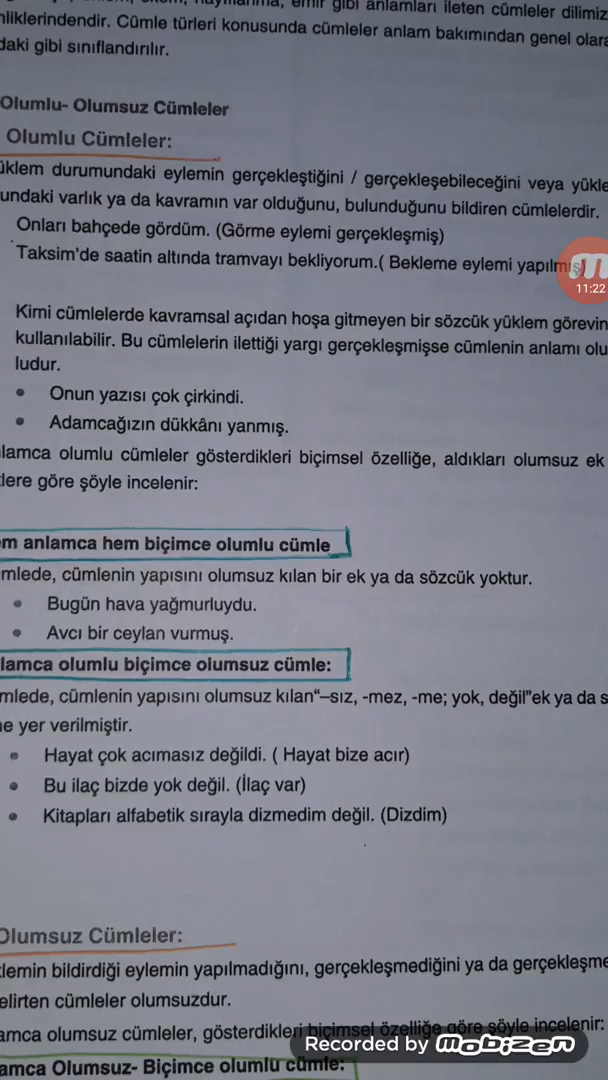 emir gibi anlamları ileten cümleler dilimiz
nliklerindendir. Cümle türleri konusunda cümleler anlam bakımından genel olara
daki gibi sınıflandırılır.
Olumlu- Olumsuz Cümleler
Olumlu Cümleler:
üklem durumundaki eylemin gerçekleştiğini / gerçekleşebileceğini veya yükle
undaki varlık ya da kavramın var olduğunu, bulunduğunu bildiren cümlelerdir.
Onları bahçede gördüm. (Görme eylemi gerçekleşmiş)
Taksim'de saatin altında tramvayı bekliyorum.( Bekleme eylemi yapılmış)
11:22
Kimi cümlelerde kavramsal açıdan hoşa gitmeyen bir sözcük yüklem görevin
kullanılabilir. Bu cümlelerin ilettiği yargı gerçekleşmişse cümlenin anlamı olu
ludur.
• Onun yazısı çok çirkindi.
• Adamcağızın dükkânı yanmış.
lamca olumlu cümleler gösterdikleri biçimsel özelliğe, aldıkları olumsuz ek
lere göre şöyle incelenir:
em anlamca hem biçimce olumlu cümle
mlede, cümlenin yapısını olumsuz kılan bir ek ya da sözcük yoktur.
• Bugün hava yağmurluydu.
• Avcı bir ceylan vurmuş.
lamca olumlu biçimce olumsuz cümle:
mlede, cümlenin yapısını olumsuz kılan“–sız, -mez, -me; yok, değil”ek ya da s
ne yer verilmiştir.
• Hayat çok acımasız değildi. ( Hayat bize acır)
• Bu ilaç bizde yok değil. (İlaç var)
• Kitapları alfabetik sırayla dizmedim değil. (Dizdim)
Olumsuz Cümleler:
klemin bildirdiği eylemin yapılmadığını, gerçekleşmediğini ya da gerçekleşme
elirten cümleler olumsuzdur.
amca olumsuz cümleler, gösterdikleri biçimsel özelliğe göre şöyle incelenir:
Recorded by mobizen
amca Olumsuz- Biçimce olumlu cümle: